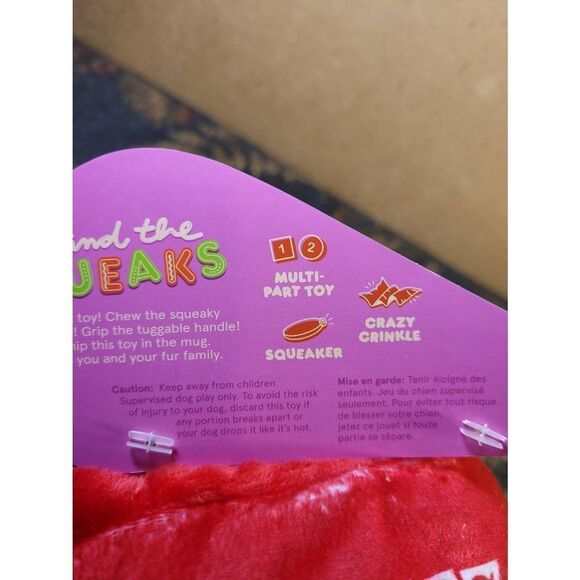 and the
UEAKS
toy! Chew the squeaky
! Grip the tuggable handle!
ip this toy in the mug.
you and your fur family.
1 2
MULTI-
PART TOY
SQUEAKER
CRAZY
CRINKLE
Caution: Keep away from children.
Supervised dog play only. To avoid the risk
of injury to your dog, discard this toy if
any portion breaks apart or
your dog drops it like it's hot.
Mise en garde: Tenir éloigné des
enfants. Jeu du chien supervisé
seulement. Pour éviter tout risque
de blesser votre chien,
jetez ce jouet si toute
partie se sépare.